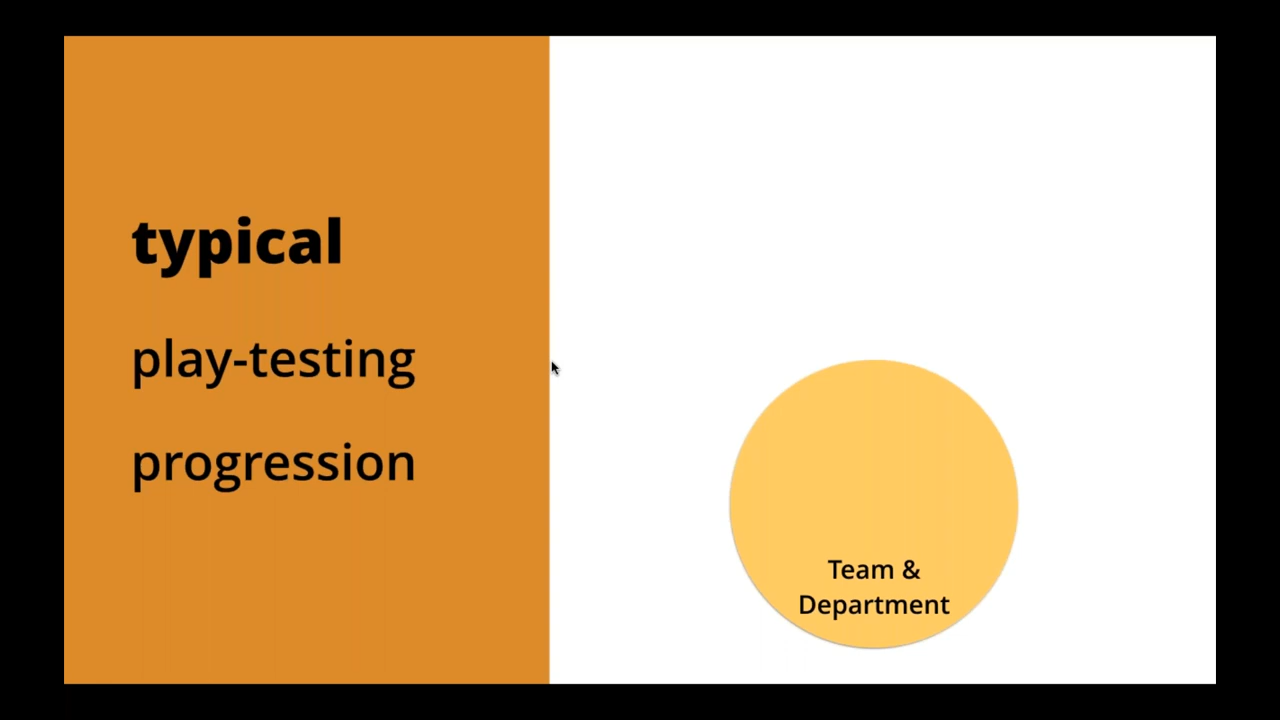 typical
play-testing
progression
Team &
Department